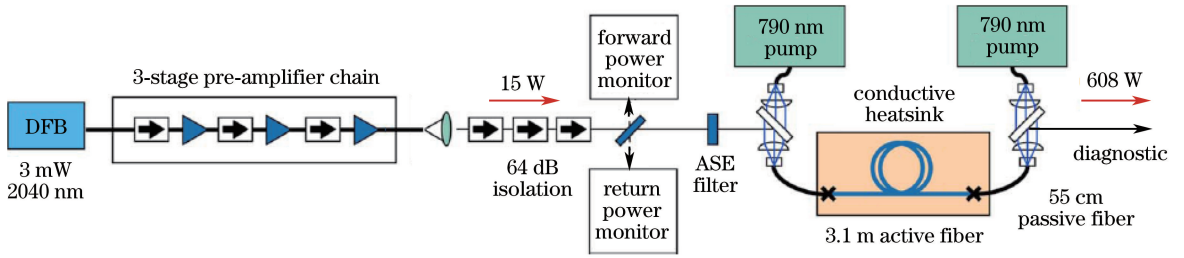 DFB
3 mW
2040 nm
3-stage pre-amplifier chain
15 W
64 dB
isolation
forward
power
monitor
return
power
monitor
ASE
filter
790 nm
pump
conductive
heatsink
3.1 m active fiber
790 nm
pump
608 W
diagnostic
55 cm
passive fiber